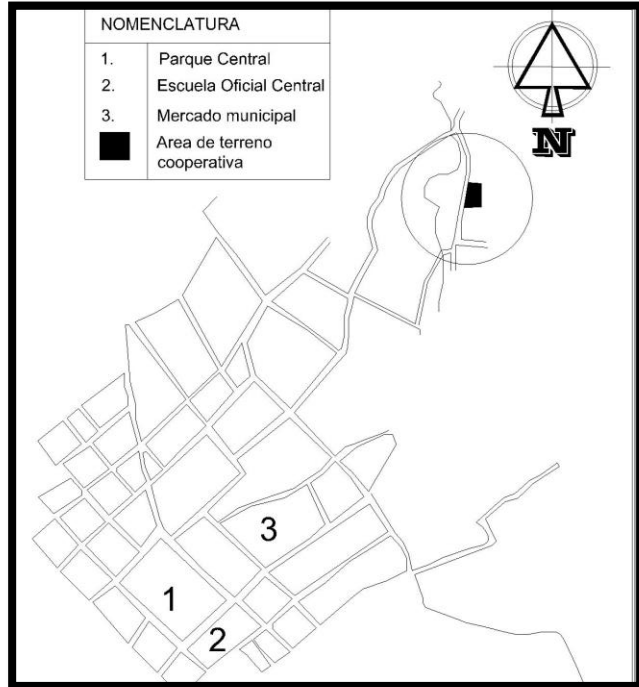 NOMENCLATURA
1. Parque Central
2. Escuela Oficial Central
3. Mercado municipal
Area de terreno
cooperativa
N
3
1
2